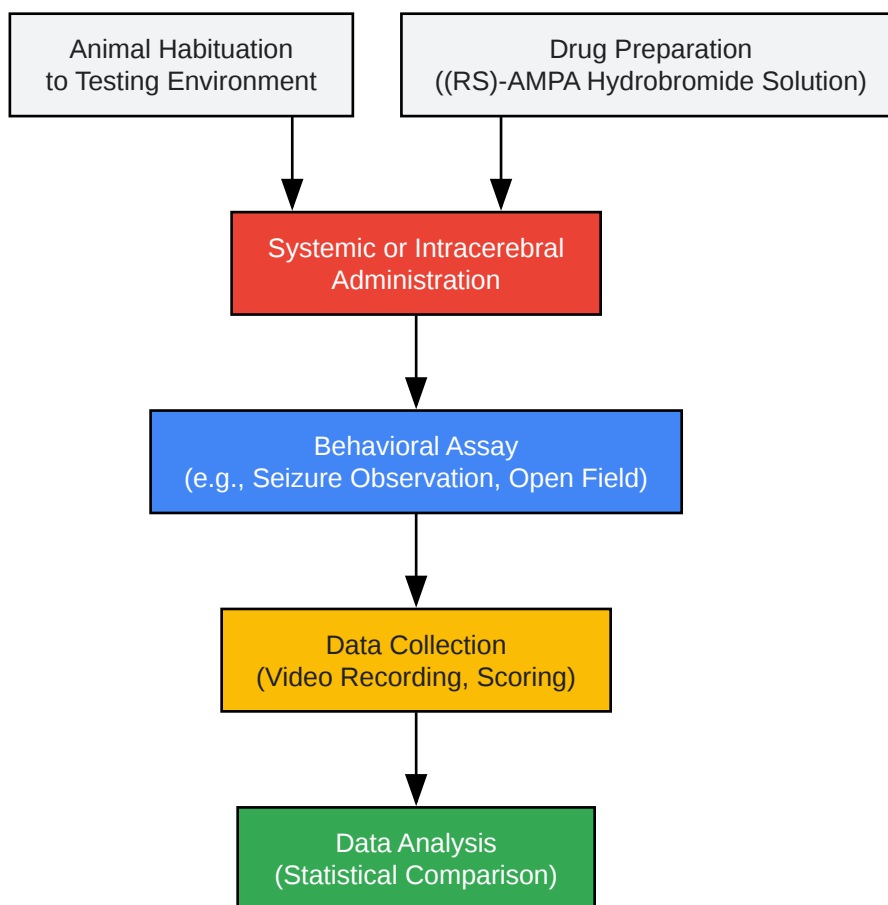 Animal Habituation
to Testing Environment
Drug Preparation
((RS)-AMPA Hydrobromide Solution)
Systemic or Intracerebral
Administration
Behavioral Assay
(e.g., Seizure Observation, Open Field)
Data Collection
(Video Recording, Scoring)
Data Analysis
(Statistical Comparison)